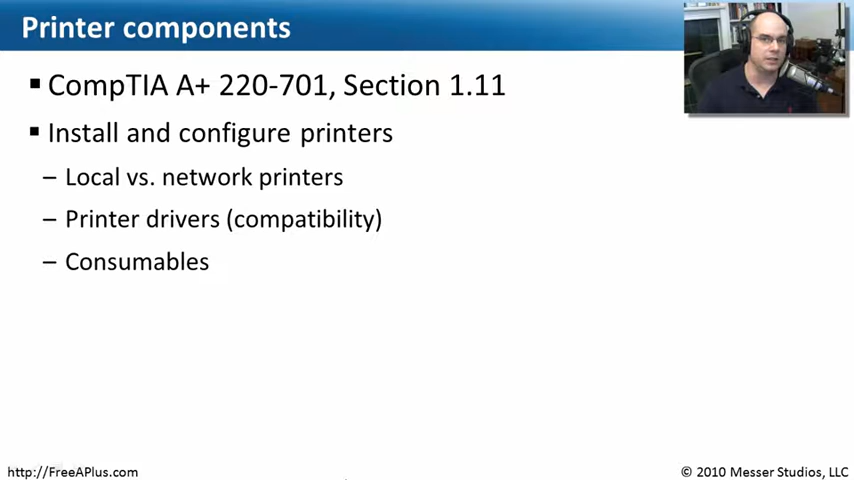 Printer components
▪ CompTIA A+ 220-701, Section 1.11
▪ Install and configure printers
– Local vs. network printers
– Printer drivers (compatibility)
– Consumables
http://FreeAPlus.com
© 2010 Messer Studios, LLC